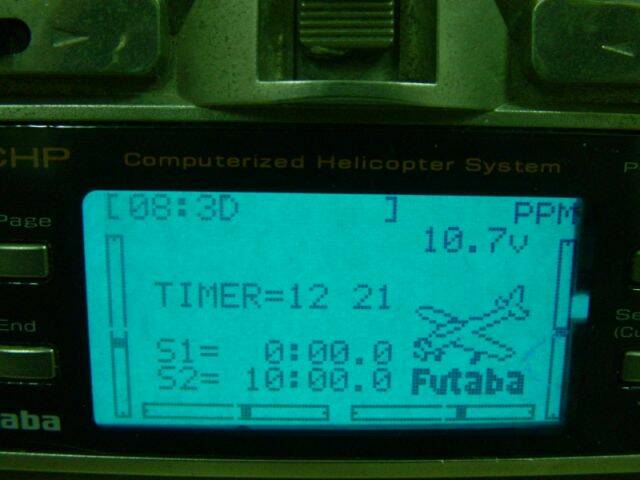 CHP Computerized Helicopter System
Page
End
[08:3D ] PPM
10.7v
TIMER=12 21
S1= 0:00.0
S2= 10:00.0
Futaba
aba